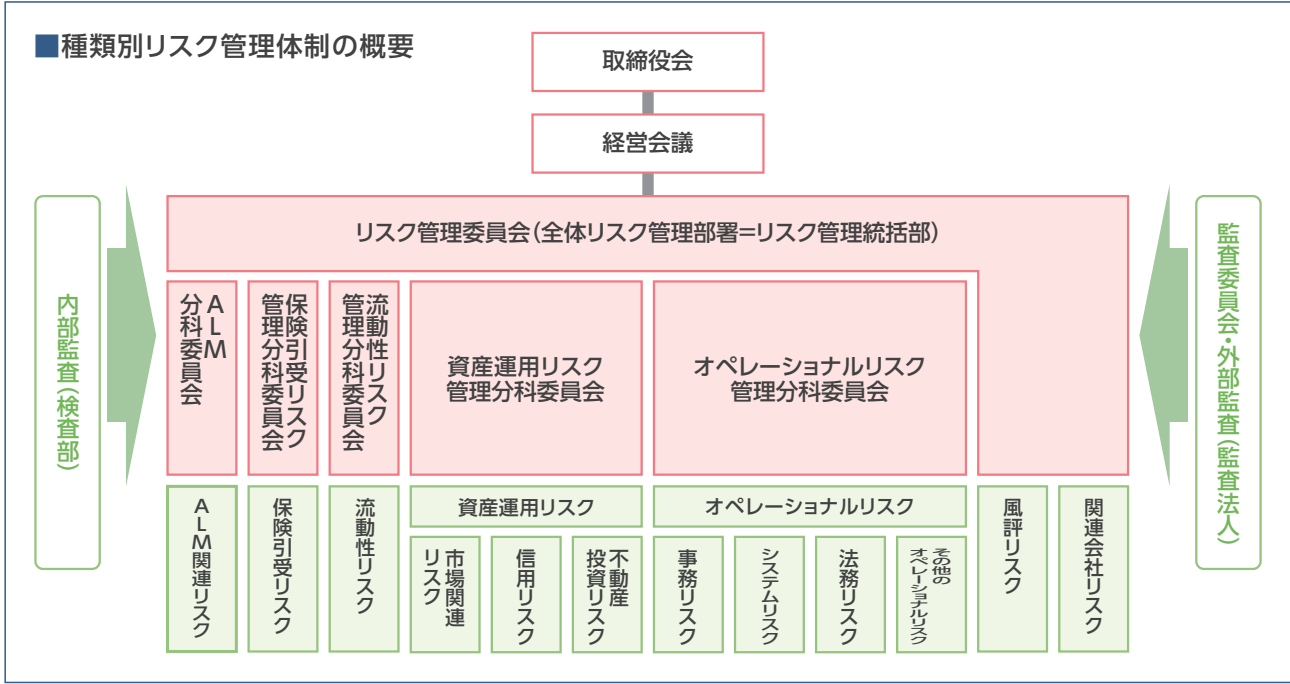 ■種類別リスク管理体制の概要
取締役会
経営会議
リスク管理委員会(全体リスク管理部署=リスク管理統括部)
内部監査(検査部)
監査委員会・外部監査(監査法人)
ALM
分科委員会
保険引受リスク
管理分科委員会
流動性リスク
管理分科委員会
資産運用リスク
管理分科委員会
オペレーショナルリスク
管理分科委員会
ALM関連リスク
保険引受リスク
流動性リスク
資産運用リスク
市場関連
リスク
信用リスク
不動産
投資リスク
オペレーショナルリスク
事務リスク
システムリスク
法務リスク
その他の
オペレーショナルリスク
風評リスク
関連会社リスク